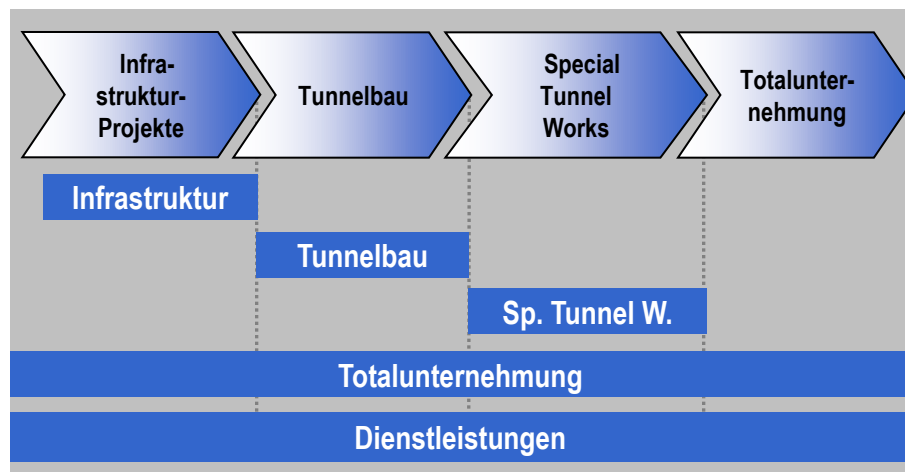 Infra-
struktur-
Projekte
Tunnelbau
Special
Tunnel
Works
Totalunter-
nehmung
Infrastruktur
Tunnelbau
Sp. Tunnel W.
Totalunternehmung
Dienstleistungen